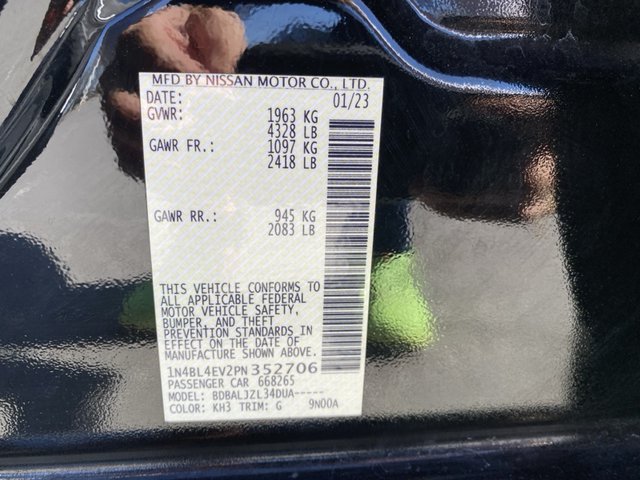 MFD BY NISSAN MOTOR CO., LTD.
DATE: 01/23
GVWR: 1963 KG
4328 LB
GAWR FR.: 1097 KG
2418 LB
GAWR RR.: 945 KG
2083 LB
THIS VEHICLE CONFORMS TO
ALL APPLICABLE FEDERAL
MOTOR VEHICLE SAFETY,
BUMPER, AND THEFT
PREVENTION STANDARDS IN
EFFECT ON THE DATE OF
MANUFACTURE SHOWN ABOVE.
1N4BL4EV2PN352706
PASSENGER CAR 668265
MODEL: BDBALJZL34DUA-----
COLOR: KH3 TRIM: G 9N00A